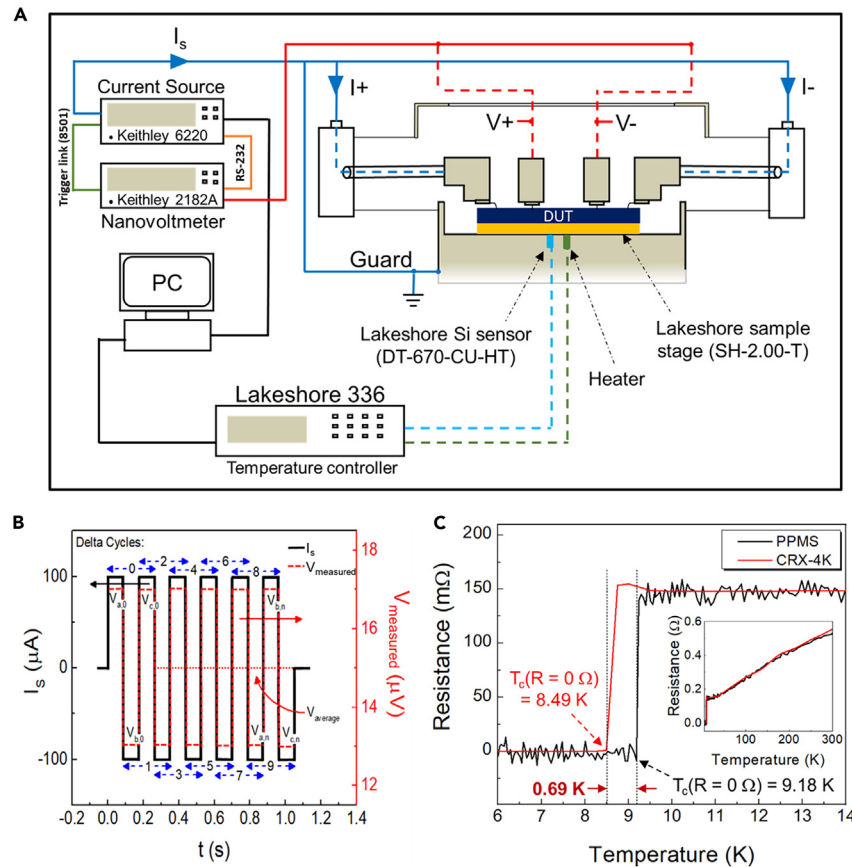 A
I_s
I+
I-
Current Source
Trigger link (8501)
Keithley 6220
RS-232
V+
V-
Keithley 2182A
Nanovoltmeter
DUT
PC
Guard
Lakeshore Si sensor
(DT-670-CU-HT)
Heater
Lakeshore sample
stage (SH-2.00-T)
Lakeshore 336
Temperature controller
B
Delta Cycles:
I_s
V_measured
0 2 4 6 8
V_a,0 V_c,0 V_b,n
V_b,0 V_a,n V_c,n
V_average
1 3 5 7 9
I_s (μA)
100
0
-100
V_measured (μV)
18
17
16
15
14
13
12
-0.2 0.0 0.2 0.4 0.6 0.8 1.0 1.2 1.4
t (s)
C
PPMS
CRX-4K
Resistance (mΩ)
200
150
100
50
0
-50
T_c(R = 0 Ω)
= 8.49 K
0.69 K
T_c(R = 0 Ω) = 9.18 K
Resistance (Ω)
0.6
0.4
0.2
0.0
100 200 300
Temperature (K)
6 7 8 9 10 11 12 13 14
Temperature (K)